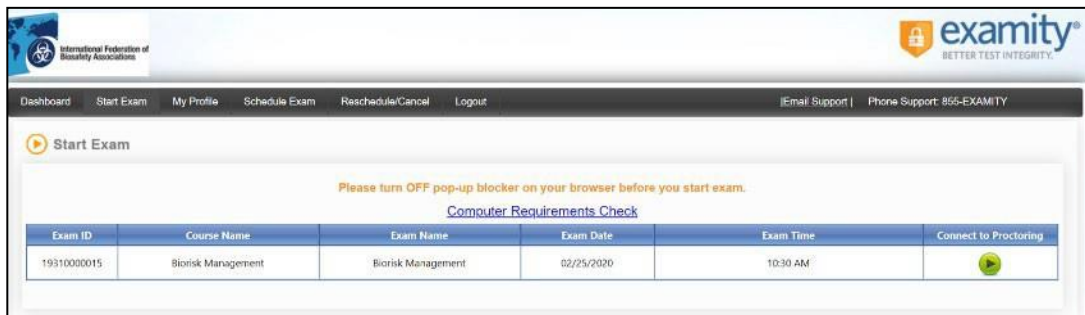 International Federation of
Biosafety Associations
examity®
BETTER TEST INTEGRITY.
Dashboard Start Exam My Profile Schedule Exam Reschedule/Cancel Logout |Email Support | Phone Support: 855-EXAMITY
Start Exam
Please turn OFF pop-up blocker on your browser before you start exam.
Computer Requirements Check
Exam ID Course Name Exam Name Exam Date Exam Time Connect to Proctoring
19310000015 Biorisk Management Biorisk Management 02/25/2020 10:30 AM